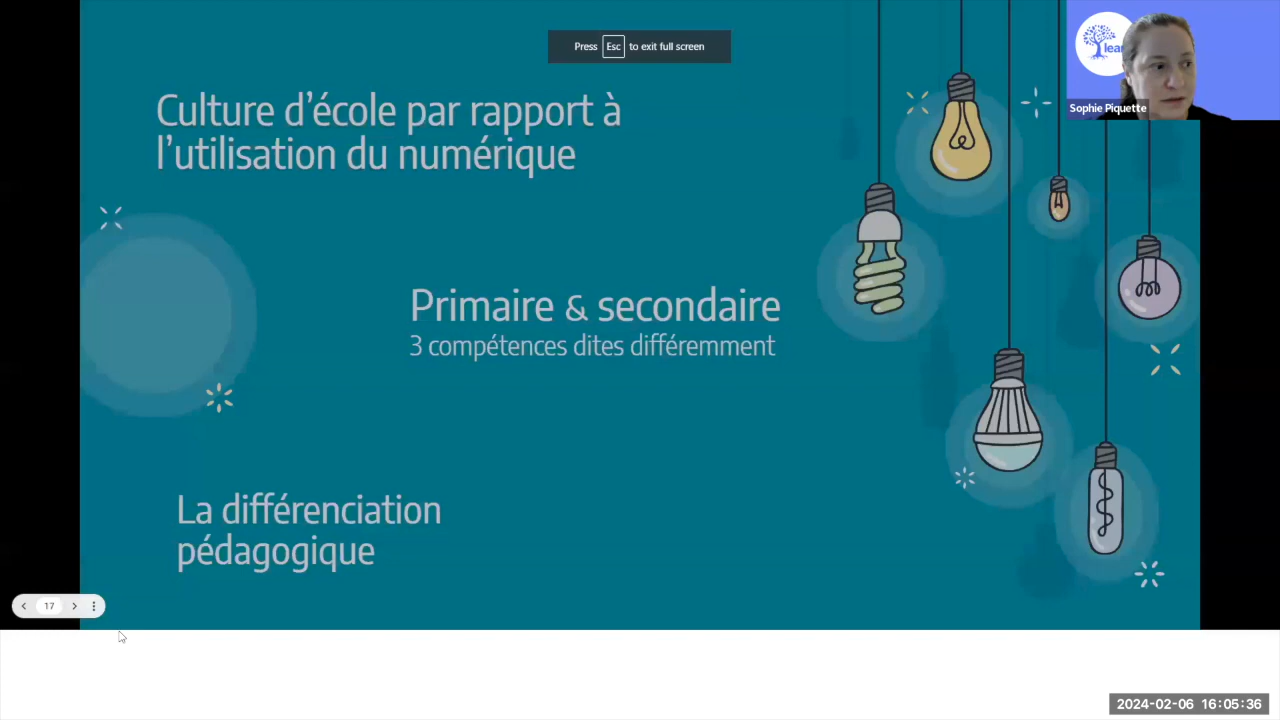 Press Esc to exit full screen
Sophie Piquette
Culture d'école par rapport à
l'utilisation du numérique
Primaire & secondaire
3 compétences dites différemment
La différenciation
pédagogique
17
2024-02-06 16:05:36